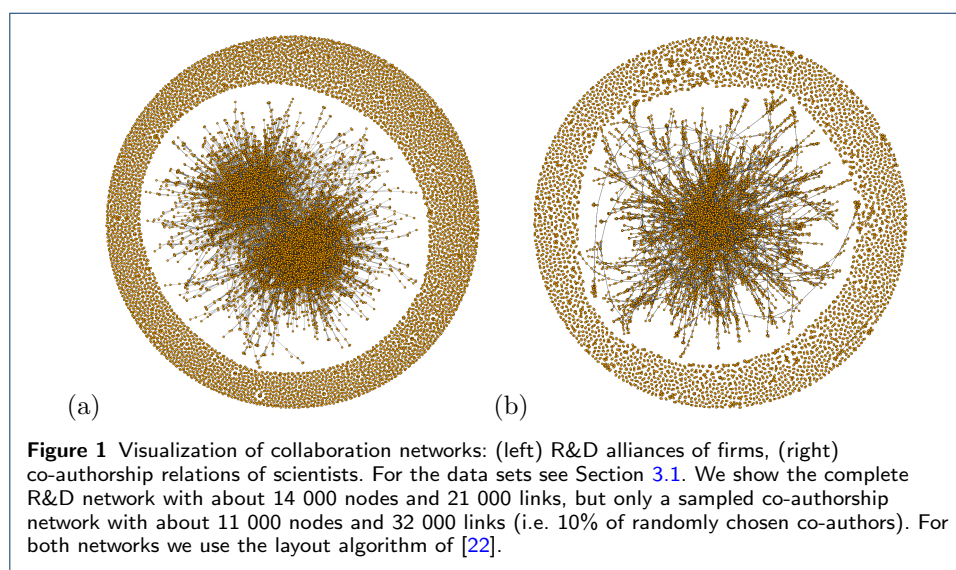 (a)
(b)
Figure 1 Visualization of collaboration networks: (left) R&D alliances of firms, (right)
co-authorship relations of scientists. For the data sets see Section 3.1. We show the complete
R&D network with about 14 000 nodes and 21 000 links, but only a sampled co-authorship
network with about 11 000 nodes and 32 000 links (i.e. 10% of randomly chosen co-authors). For
both networks we use the layout algorithm of [22].